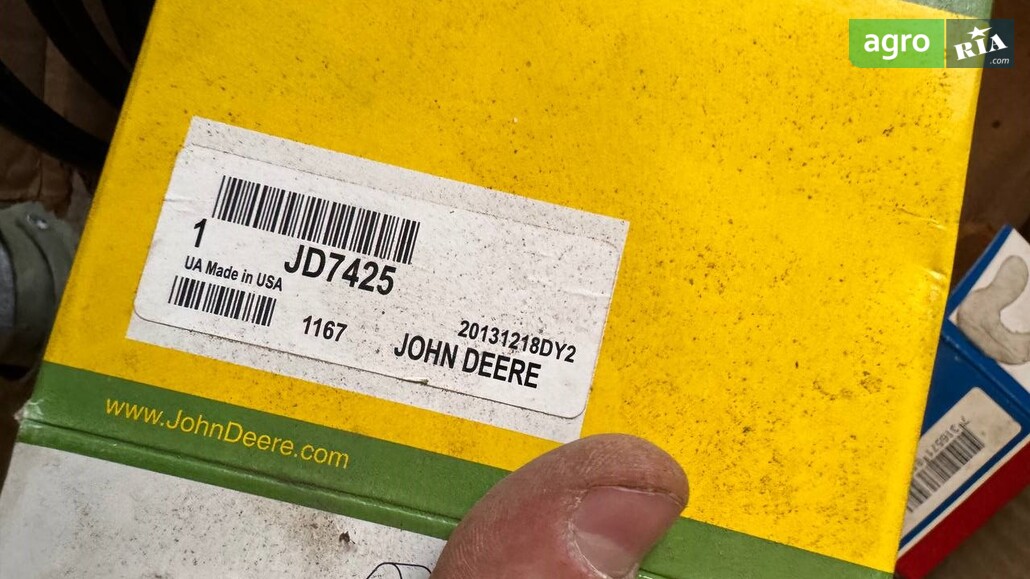 agro
RIA
.com
1
JD7425
UA Made in USA
1167
20131218DY2
JOHN DEERE
www.JohnDeere.com